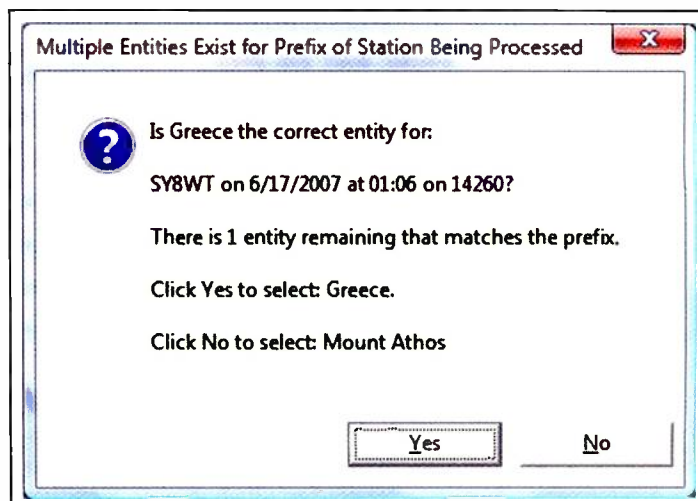 Multiple Entities Exist for Prefix of Station Being Processed
X
?
Is Greece the correct entity for:
SY8WT on 6/17/2007 at 01:06 on 14260?
There is 1 entity remaining that matches the prefix.
Click Yes to select: Greece.
Click No to select: Mount Athos
Yes
No